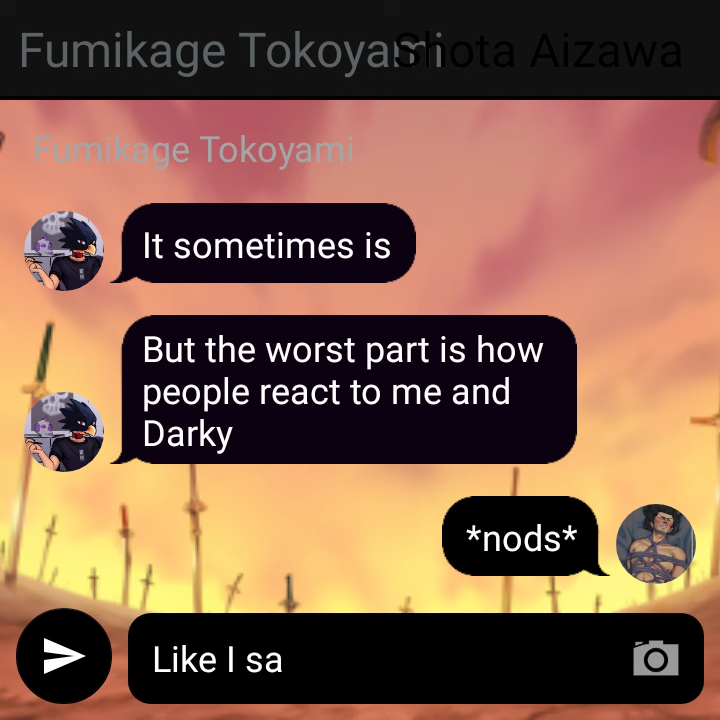 Fumikage Tokoyami Shota Aizawa
Fumikage Tokoyami
It sometimes is
But the worst part is how
people react to me and
Darky
*nods*
Like I sa